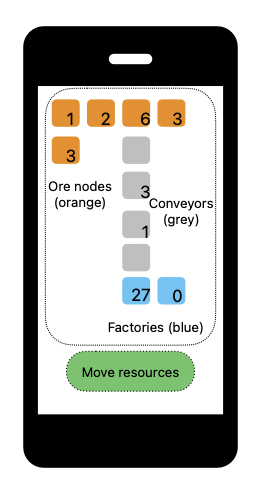 1 2 6 3
3
3
Ore nodes
(orange)
Conveyors
(grey)
1
27 0
Factories (blue)
Move resources